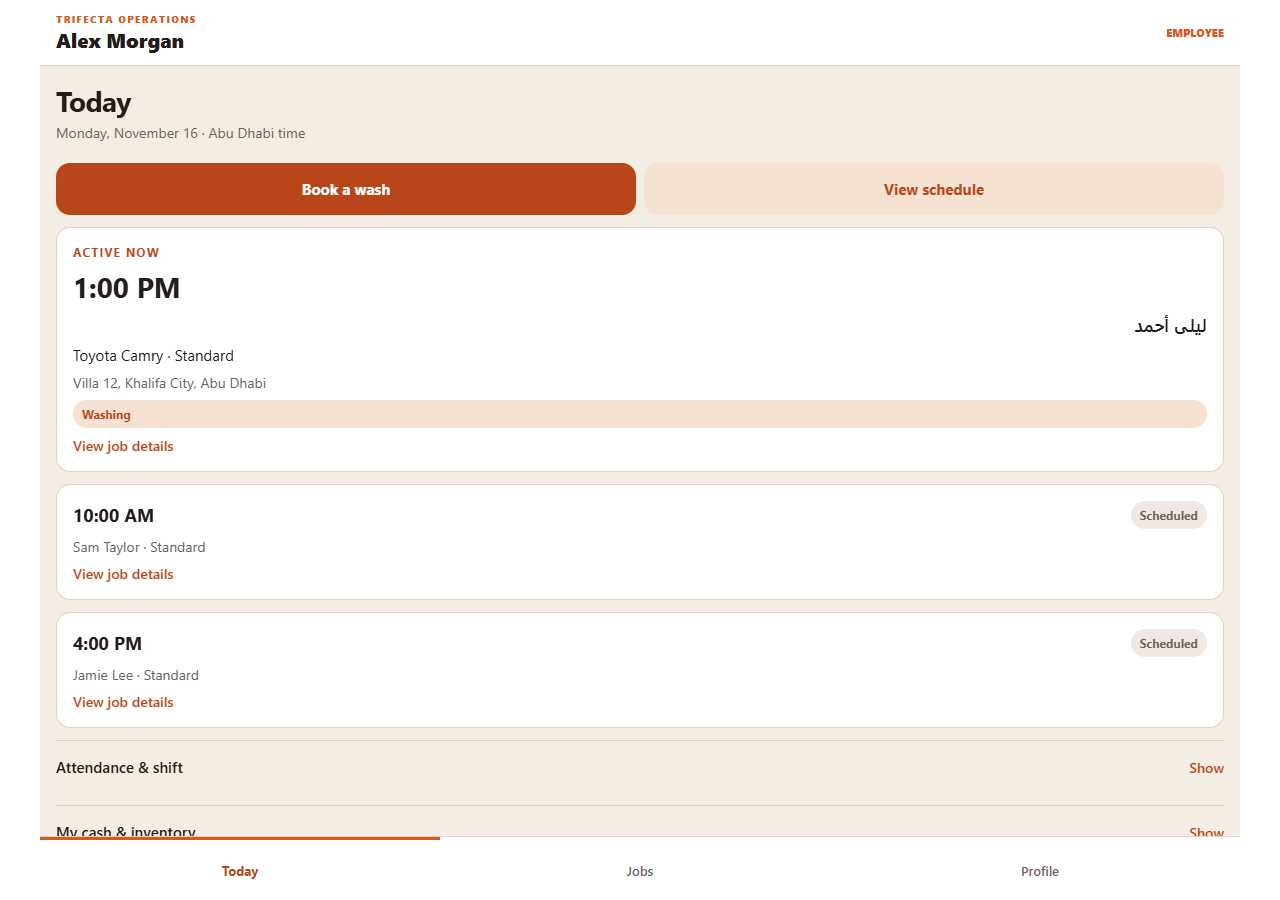 TRIFECTA OPERATIONS
Alex Morgan
EMPLOYEE
Today
Monday, November 16 · Abu Dhabi time
Book a wash
View schedule
ACTIVE NOW
1:00 PM
ليلى أحمد
Toyota Camry · Standard
Villa 12, Khalifa City, Abu Dhabi
Washing
View job details
10:00 AM
Scheduled
Sam Taylor · Standard
View job details
4:00 PM
Scheduled
Jamie Lee · Standard
View job details
Attendance & shift
Show
My cash & inventory
Show
Today
Jobs
Profile